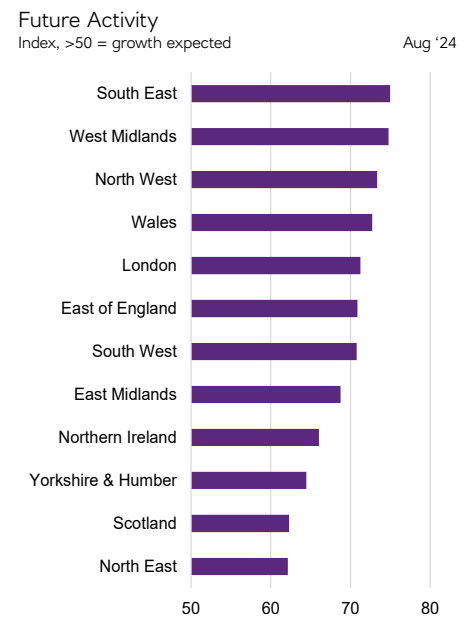 Future Activity
Index, >50 = growth expected
Aug ‘24
South East
West Midlands
North West
Wales
London
East of England
South West
East Midlands
Northern Ireland
Yorkshire & Humber
Scotland
North East
50 60 70 80